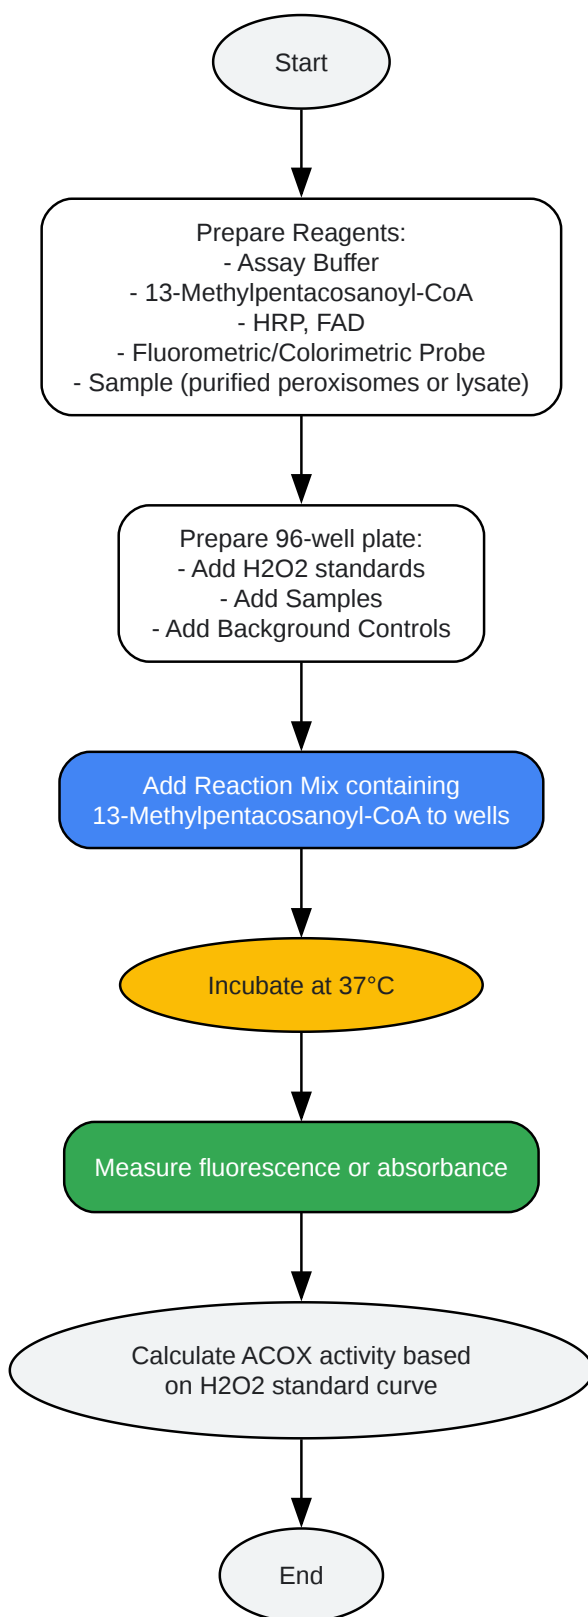 Start
Prepare Reagents:
- Assay Buffer
- 13-Methylpentacosanoyl-CoA
- HRP, FAD
- Fluorometric/Colorimetric Probe
- Sample (purified peroxisomes or lysate)
Prepare 96-well plate:
- Add H2O2 standards
- Add Samples
- Add Background Controls
Add Reaction Mix containing
13-Methylpentacosanoyl-CoA to wells
Incubate at 37°C
Measure fluorescence or absorbance
Calculate ACOX activity based
on H2O2 standard curve
End